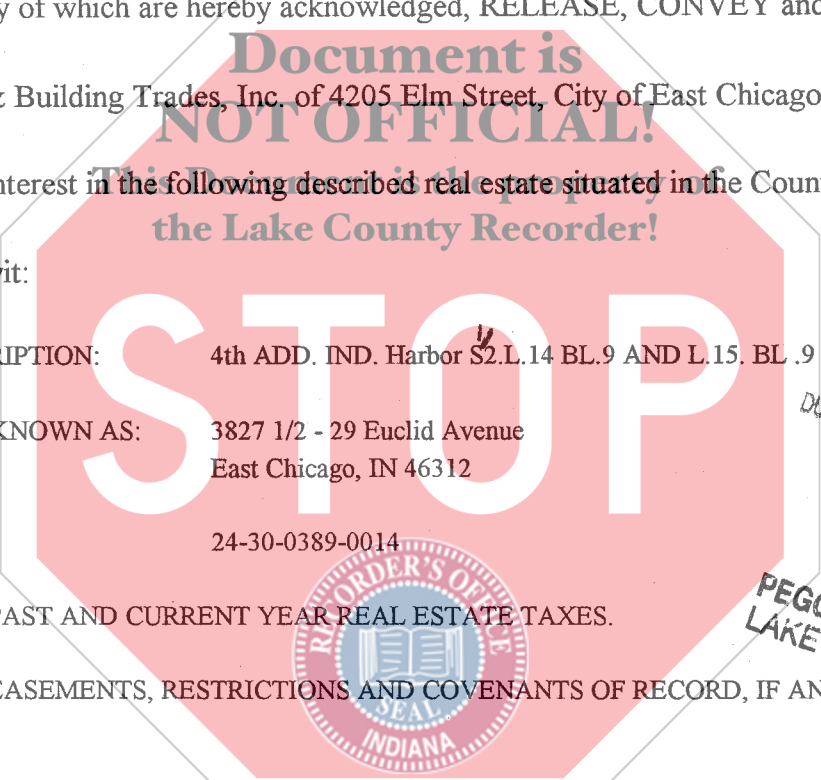 y of which are hereby acknowledged, RELEASE, CONVEY and
Document is
& Building Trades, Inc. of 4205 Elm Street, City of East Chicago
NOT OFFICIAL!
nterest in the following described real estate situated in the Coun
This Document is the property of
the Lake County Recorder!
vit:
STOP
RIPTION: 4th ADD. IND. Harbor S2.L.14 BL.9 AND L.15. BL .9
KNOWN AS: 3827 1/2 - 29 Euclid Avenue
East Chicago, IN 46312
24-30-0389-0014
RECORDER'S OFFICE
PAST AND CURRENT YEAR REAL ESTATE TAXES.
PEGG
LAKE
EASEMENTS, RESTRICTIONS AND COVENANTS OF RECORD, IF AN
SEAL
INDIANA